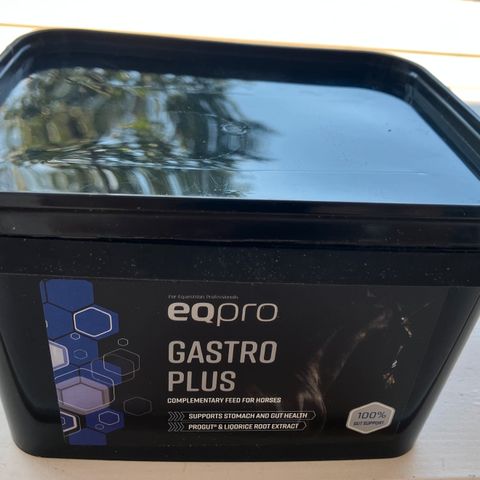 For Equestrian Professionals
eqpro
GASTRO
PLUS
COMPLEMENTARY FEED FOR HORSES
SUPPORTS STOMACH AND GUT HEALTH
PROGUT® & LIQORICE ROOT EXTRACT
100%
GUT SUPPORT